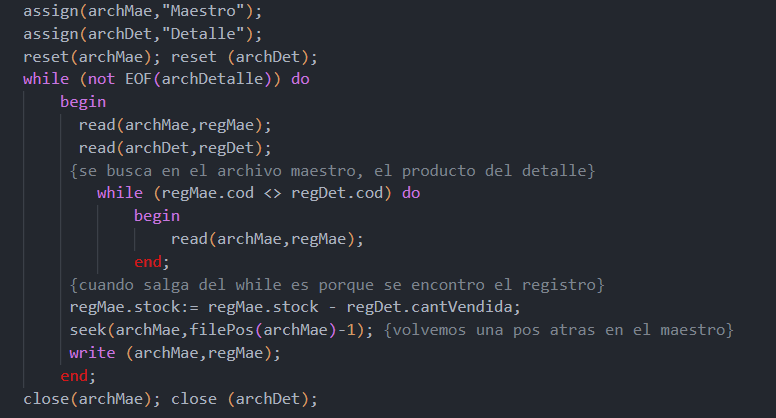 assign(archMae,"Maestro");
assign(archDet,"Detalle");
reset(archMae); reset (archDet);
while (not EOF(archDetalle)) do
begin
read(archMae,regMae);
read(archDet,regDet);
{se busca en el archivo maestro, el producto del detalle}
while (regMae.cod <> regDet.cod) do
begin
read(archMae,regMae);
end;
{cuando salga del while es porque se encontro el registro}
regMae.stock:= regMae.stock - regDet.cantVendida;
seek(archMae,filePos(archMae)-1); {volvemos una pos atras en el maestro}
write (archMae,regMae);
end;
close(archMae); close (archDet);